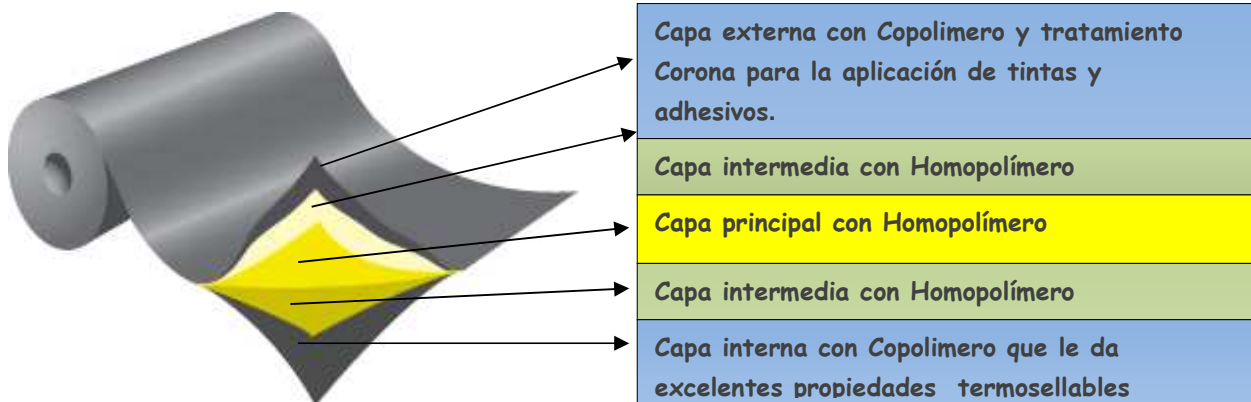 Capa externa con Copolimero y tratamiento
Corona para la aplicación de tintas y
adhesivos.
Capa intermedia con Homopolímero
Capa principal con Homopolímero
Capa intermedia con Homopolímero
Capa interna con Copolimero que le da
excelentes propiedades termosellables